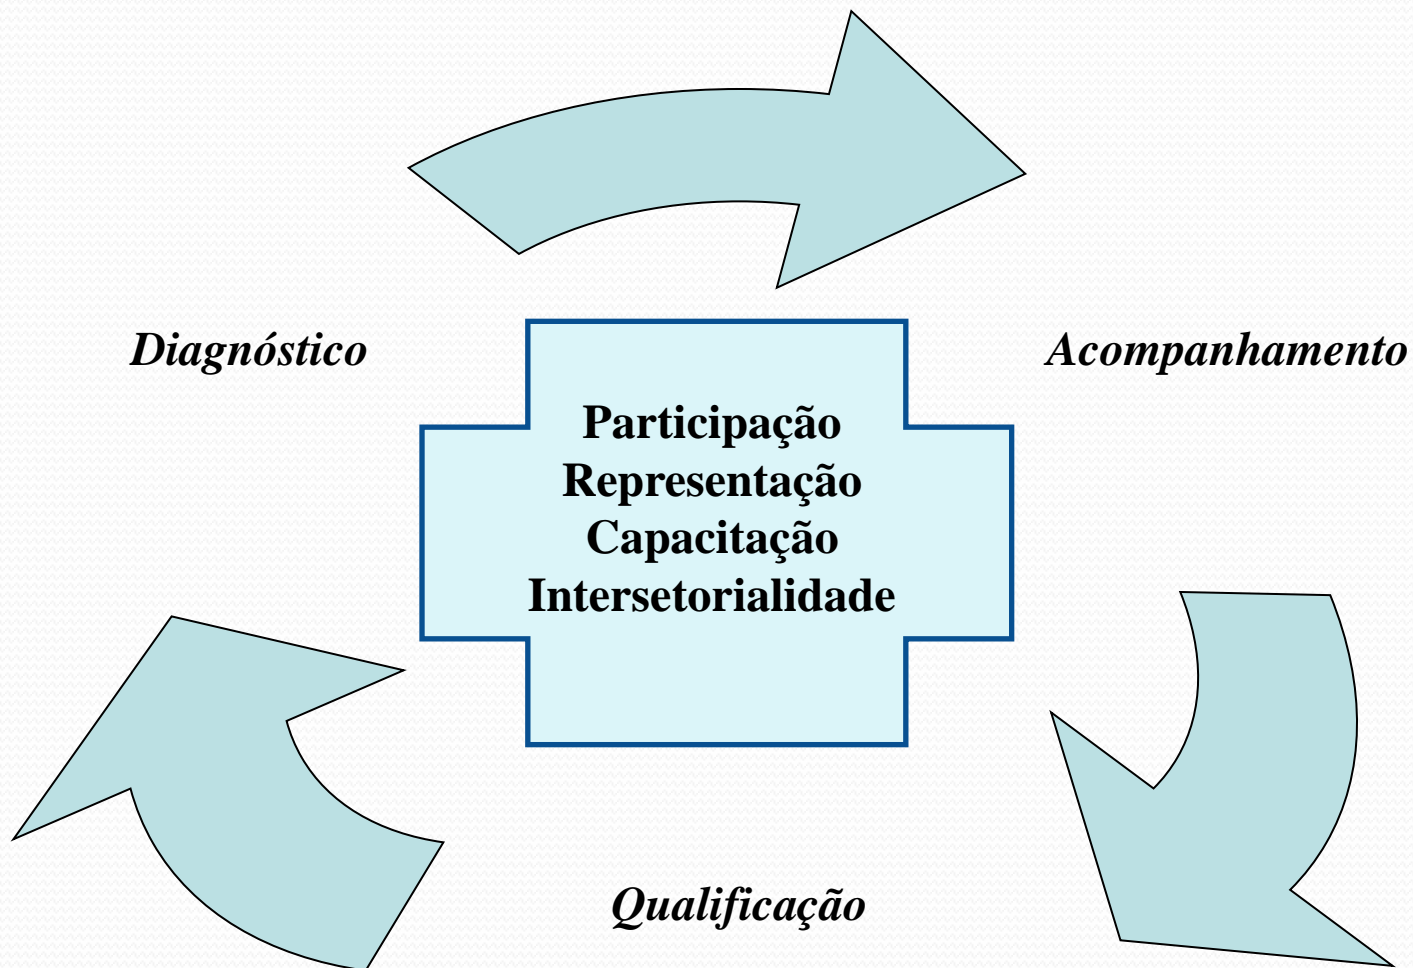 Diagnóstico
Acompanhamento
Participação
Representação
Capacitação
Intersetorialidade
Qualificação